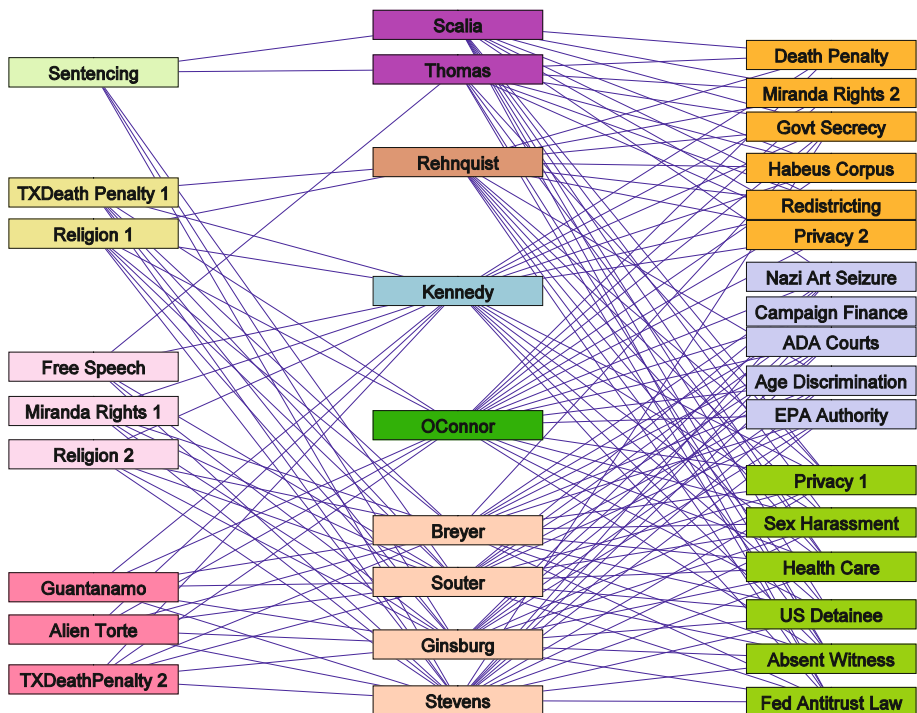 Scalia
Thomas
Rehnquist
Kennedy
OConnor
Breyer
Souter
Ginsburg
Stevens
Sentencing
TXDeath Penalty 1
Religion 1
Free Speech
Miranda Rights 1
Religion 2
Guantanamo
Alien Torte
TXDeathPenalty 2
Death Penalty
Miranda Rights 2
Govt Secrecy
Habeus Corpus
Redistricting
Privacy 2
Nazi Art Seizure
Campaign Finance
ADA Courts
Age Discrimination
EPA Authority
Privacy 1
Sex Harassment
Health Care
US Detainee
Absent Witness
Fed Antitrust Law